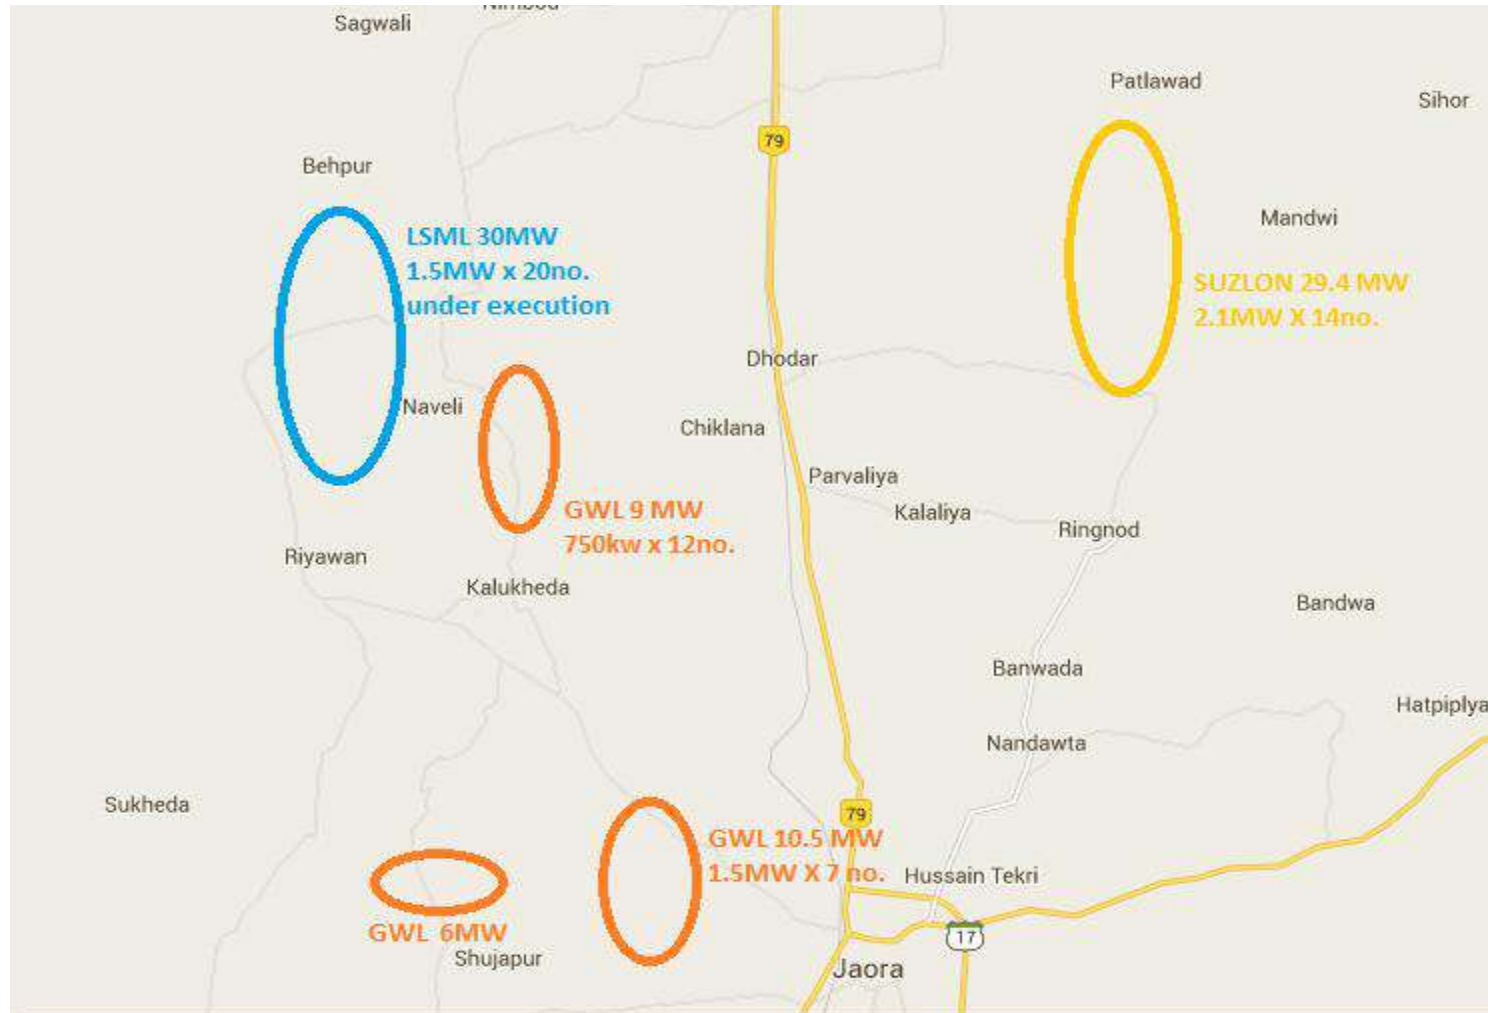 Sagwali
Patlawad
Sihor
79
Behpur
Mandwi
LSML 30MW
1.5MW x 20no.
under execution
SUZLON 29.4 MW
2.1MW X 14no.
Dhodar
Naveli
Chiklana
Parvaliya
GWL 9 MW
750kw x 12no.
Kalaliya
Ringnod
Riyawan
Kalukheda
Bandwa
Banwada
Hatpiplya
Nandawta
Sukheda
79
GWL 10.5 MW
1.5MW X 7 no.
Hussain Tekri
GWL 6MW
17
Shujapur
Jaora